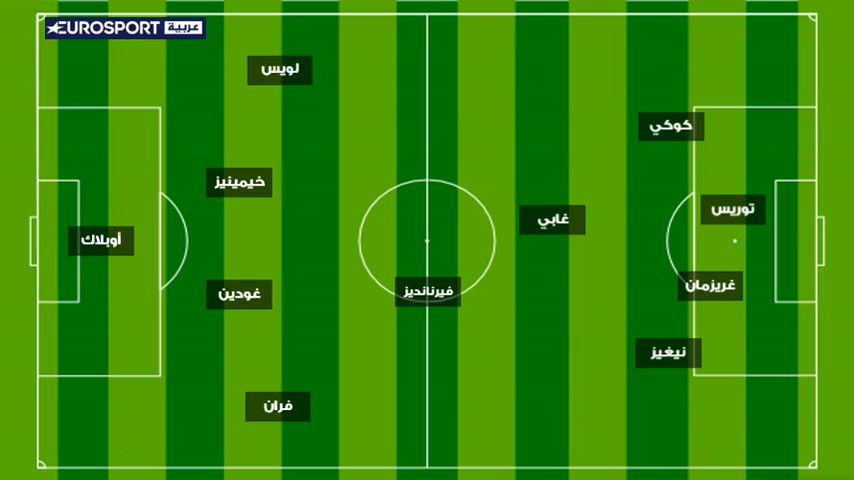 EUROSPORT عربية
لويس
كوكي
خيمينيز
توريس
غابي
أوبلاك
غريزمان
فيرنانديز
غودين
نيغيز
فران